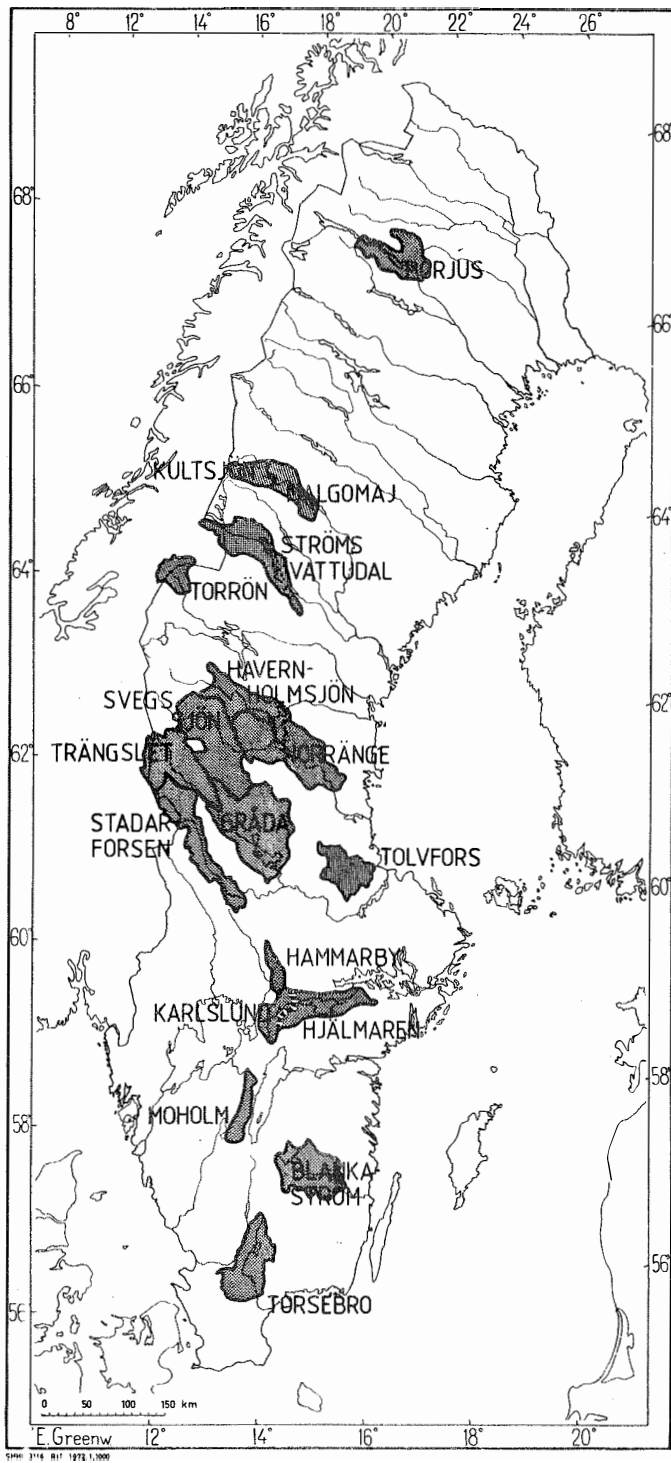 8° 12° 14° 16° 18° 20° 22° 24° 26°
68°
68°
PORJUS
66°
66°
KULTSJÖN
MALGOMAJ
64°
STRÖMS
VATTUDAL
64°
TORRÖN
HAVERN-
HOLMSJÖN
SVEGS
SJÖN
62°
62°
TRÄNGSLET
NORRÄNGE
STADAR
FORSEN
GRÅDA
TOLVFORS
60°
60°
HAMMARBY
KARLSLUND
HJÄLMAREN
58°
MOHOLM
58°
BLANKA-
STRÖM
56°
56°
TORSEBRO
0 50 100 150 km
E. Greenw 12° 14° 16° 18° 20°